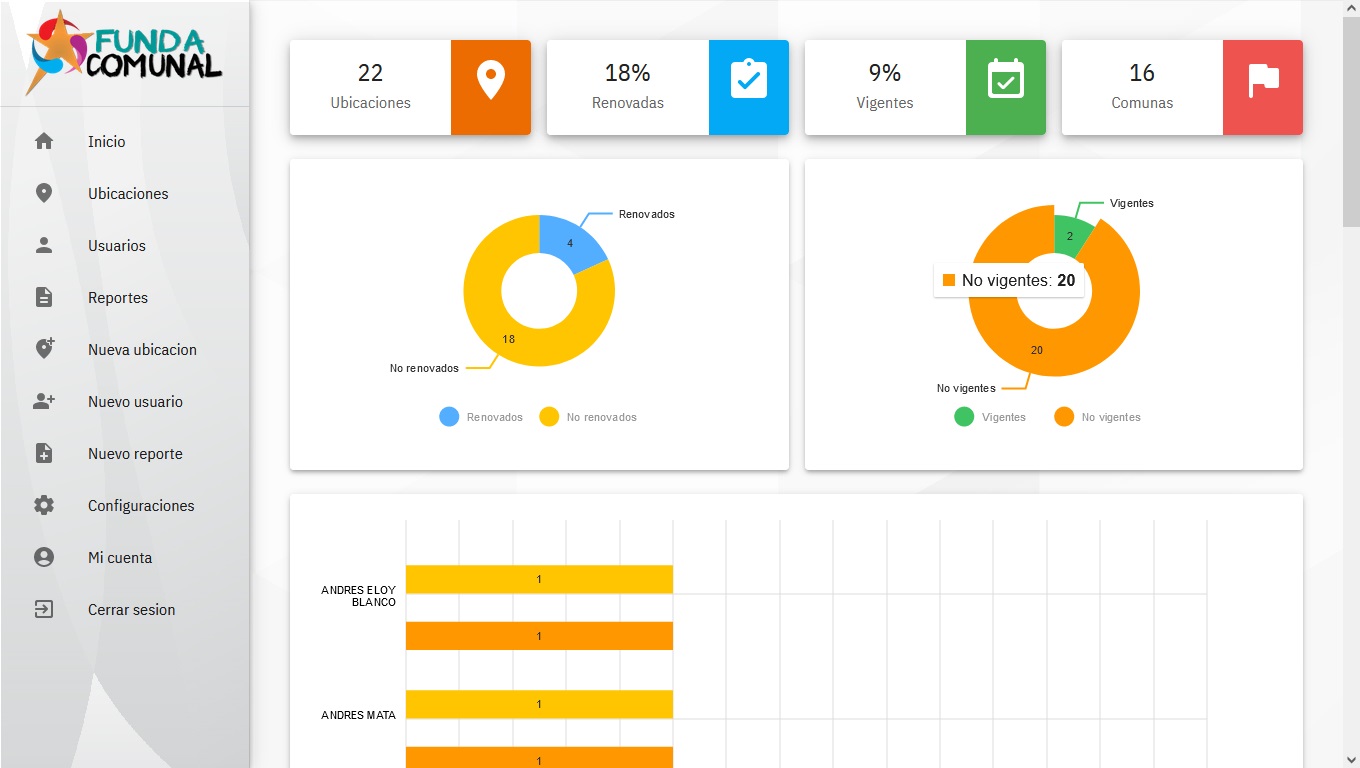 FUNDA
COMUNAL
Inicio
Ubicaciones
Usuarios
Reportes
Nueva ubicacion
Nuevo usuario
Nuevo reporte
Configuraciones
Mi cuenta
Cerrar sesion
22
Ubicaciones
18%
Renovadas
9%
Vigentes
16
Comunas
Renovados
4
18
No renovados
Renovados
No renovados
Vigentes
2
No vigentes: 20
20
No vigentes
Vigentes
No vigentes
1
ANDRES ELOY
BLANCO
1
1
ANDRES MATA
1